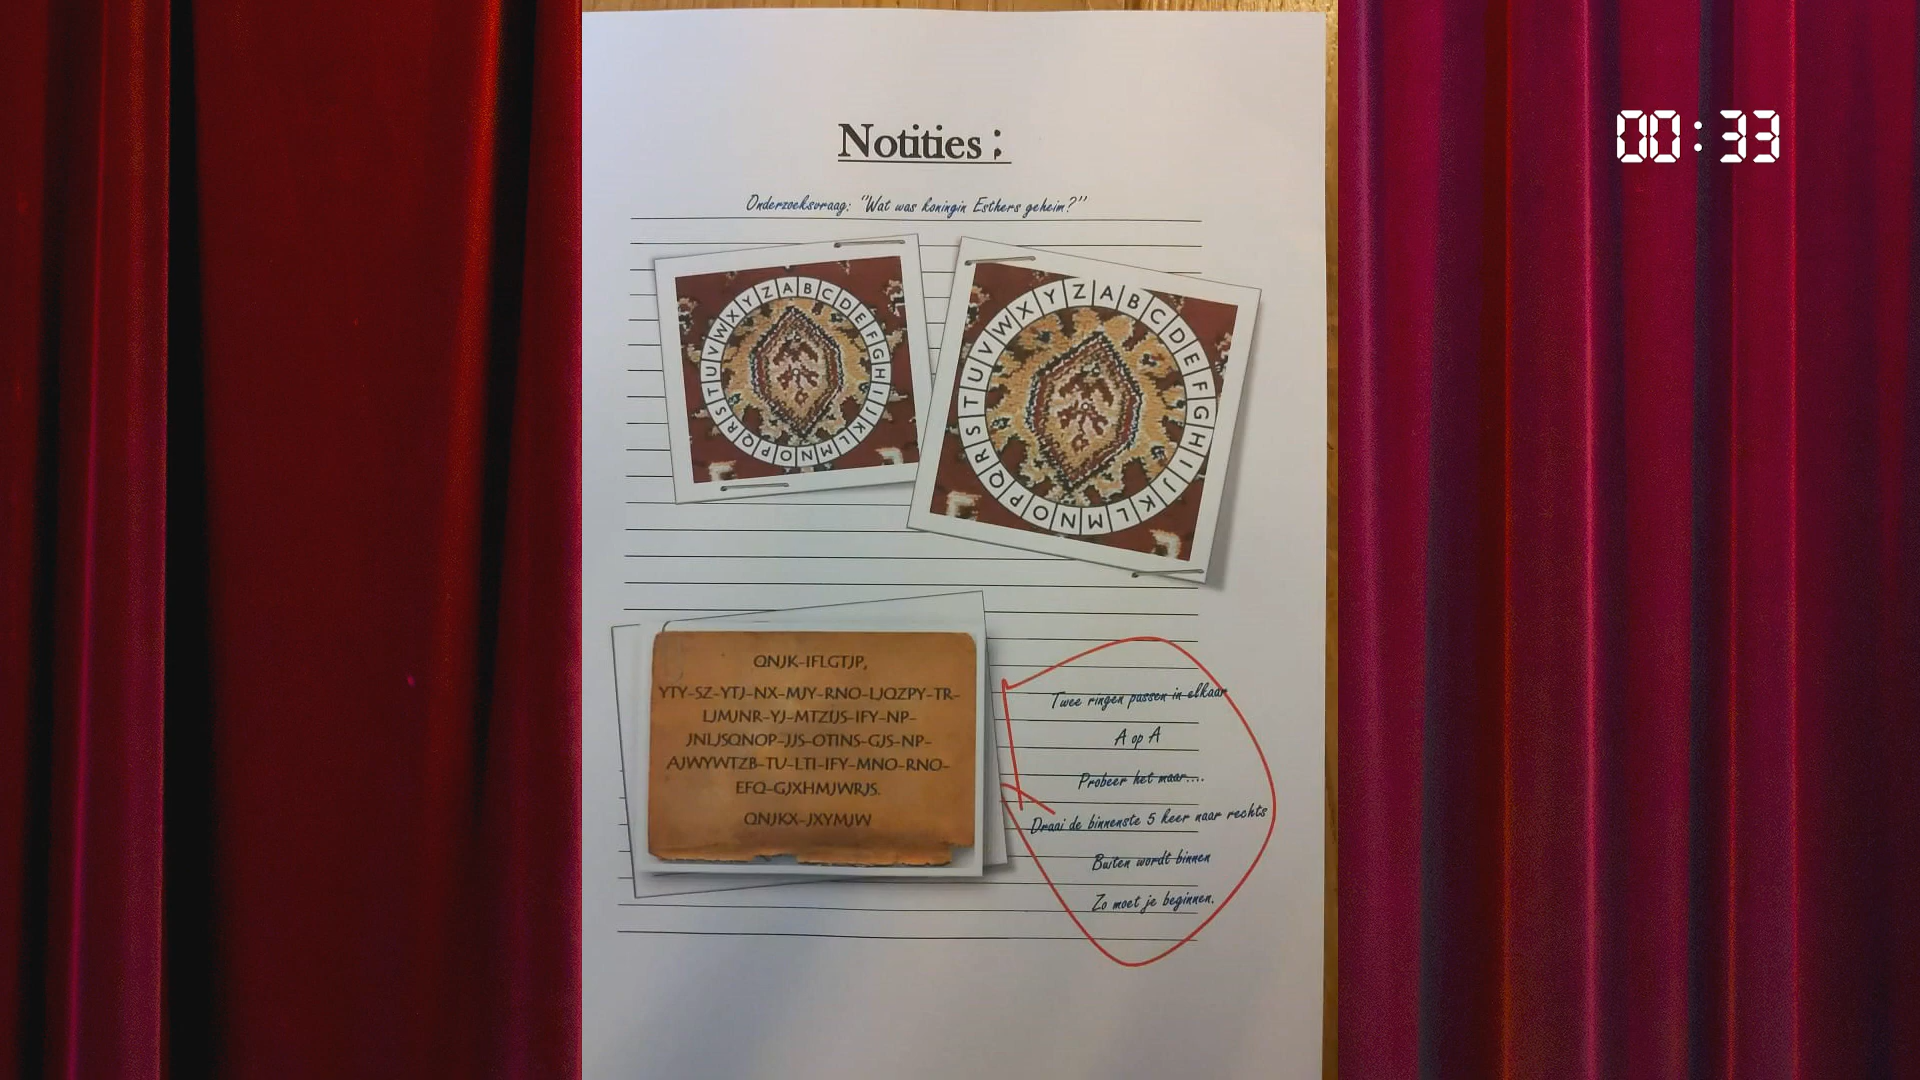 00:33
Notities:
Onderzoeksvraag: "Wat was koningin Esthers geheim?"
A B C D E F G H I J K L M N O P Q R S T U V W X Y Z
A B C D E F G H I J K L M N O P Q R S T U V W X Y Z
QNJK-IFLGTJP,
YTY-SZ-YTJ-NX-MJY-RNO-LJQZPY-TR-
LJMJNR-YJ-MTZIJS-IFY-NP-
JNLJSQNOP-JJS-OTINS-GJS-NP-
AJWYWTZB-TU-LTI-IFY-MNO-RNO-
EFQ-GJXHMJWRJS.
QNJKX-JXYMJW
Twee ringen passen in elkaar
A op A
Probeer het maar....
Draai de binnenste 5 keer naar rechts
Buiten wordt binnen
Zo moet je beginnen.